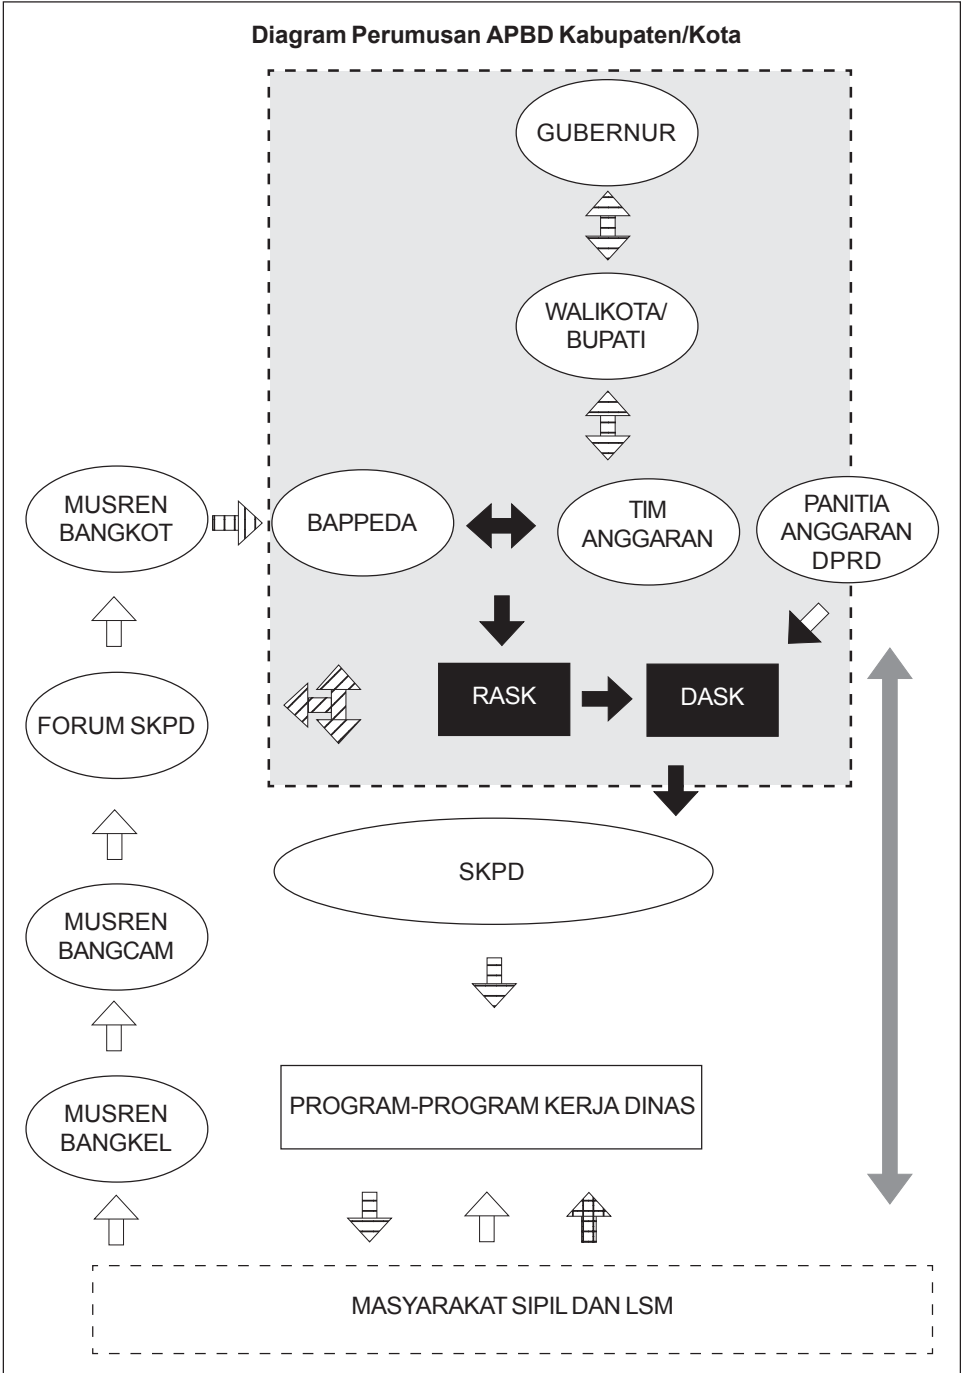 Diagram Perumusan APBD Kabupaten/Kota
GUBERNUR
WALIKOTA/
BUPATI
MUSREN
BANGKOT
BAPPEDA
TIM
ANGGARAN
PANITIA
ANGGARAN
DPRD
FORUM SKPD
RASK
DASK
SKPD
MUSREN
BANGCAM
PROGRAM-PROGRAM KERJA DINAS
MUSREN
BANGKEL
MASYARAKAT SIPIL DAN LSM